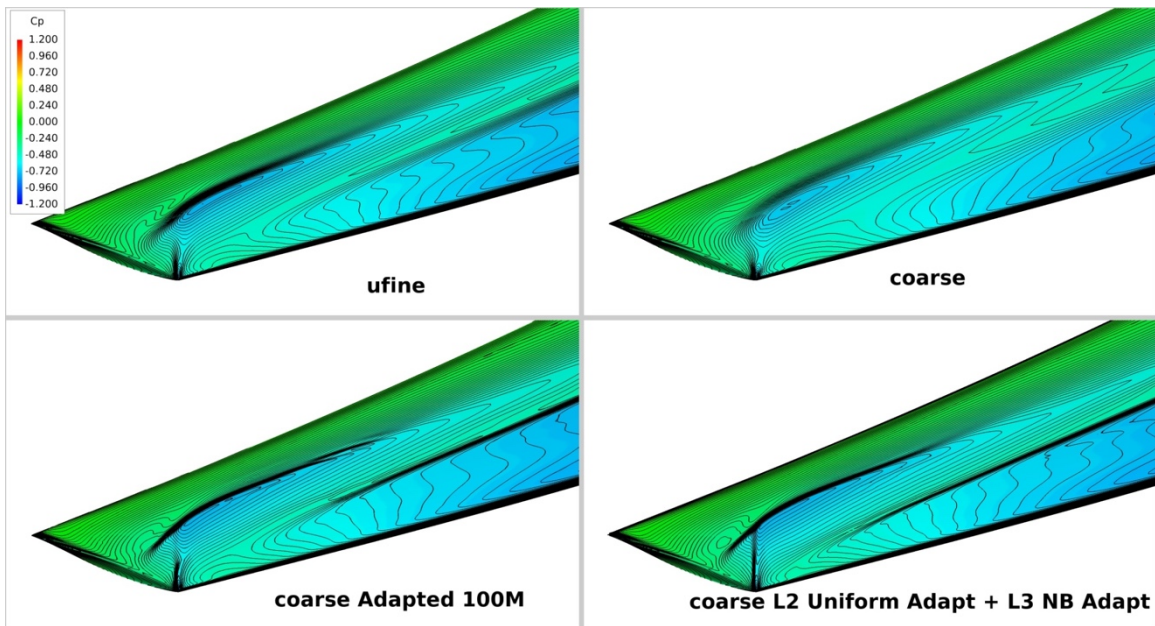 Cp
1.200
0.960
0.720
0.480
0.240
0.000
-0.240
-0.480
-0.720
-0.960
-1.200
ufine
coarse
coarse Adapted 100M
coarse L2 Uniform Adapt + L3 NB Adapt